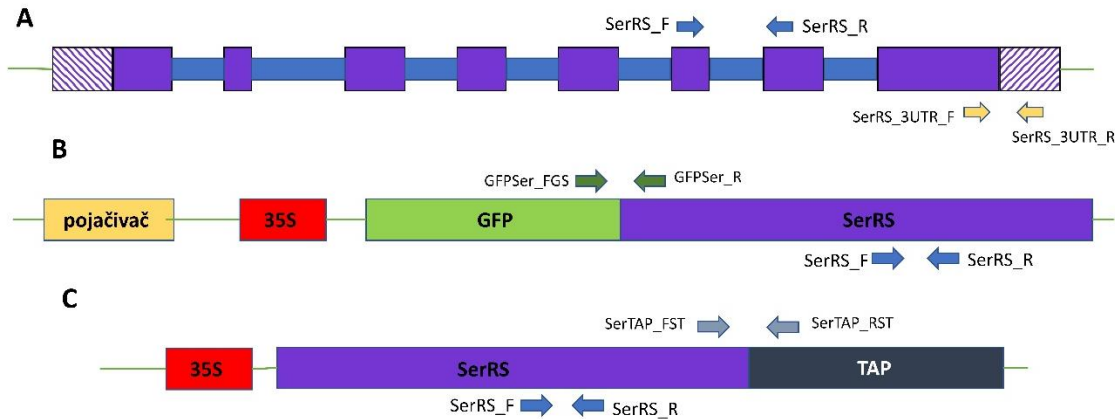 A
SerRS_F
SerRS_R
SerRS_3UTR_F
SerRS_3UTR_R
B
GFPSer_FGS
GFPSer_R
pojačivač
35S
GFP
SerRS
SerRS_F
SerRS_R
C
SerTAP_FST
SerTAP_RST
35S
SerRS
TAP
SerRS_F
SerRS_R